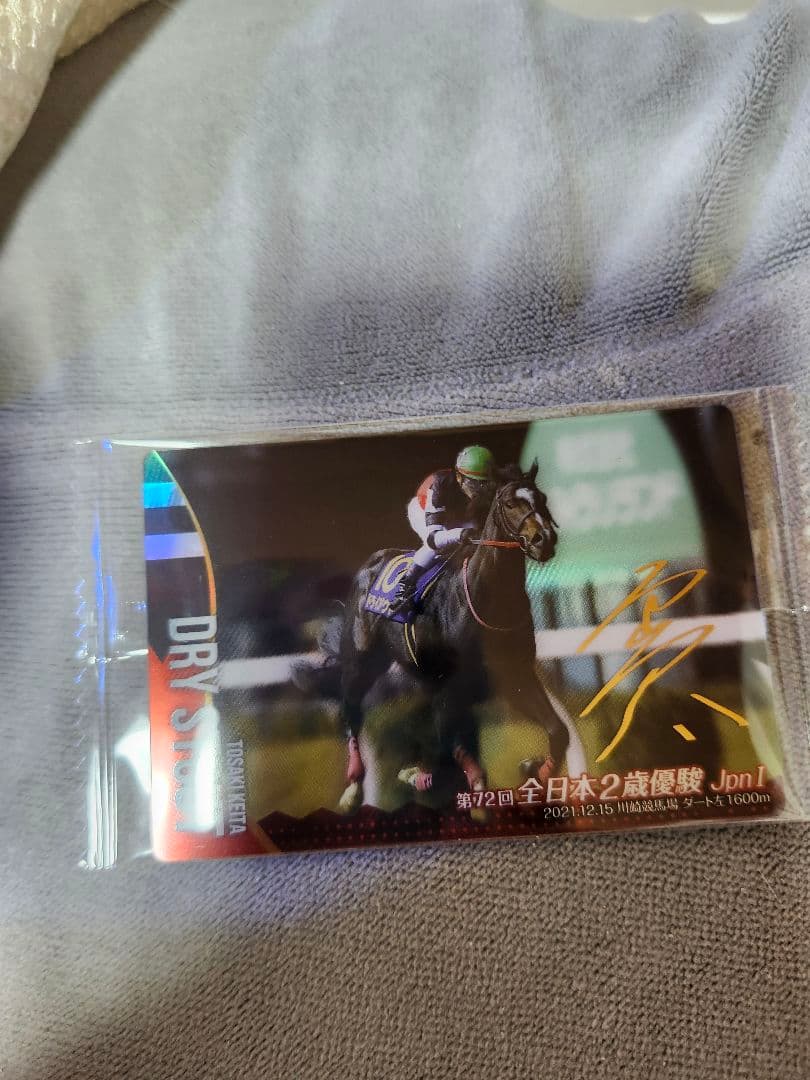 10
DRY
TOSAKI KEITA
第72回 全日本2歳優駿 JpnI
2021.12.15 川崎競馬場 ダート左1600m